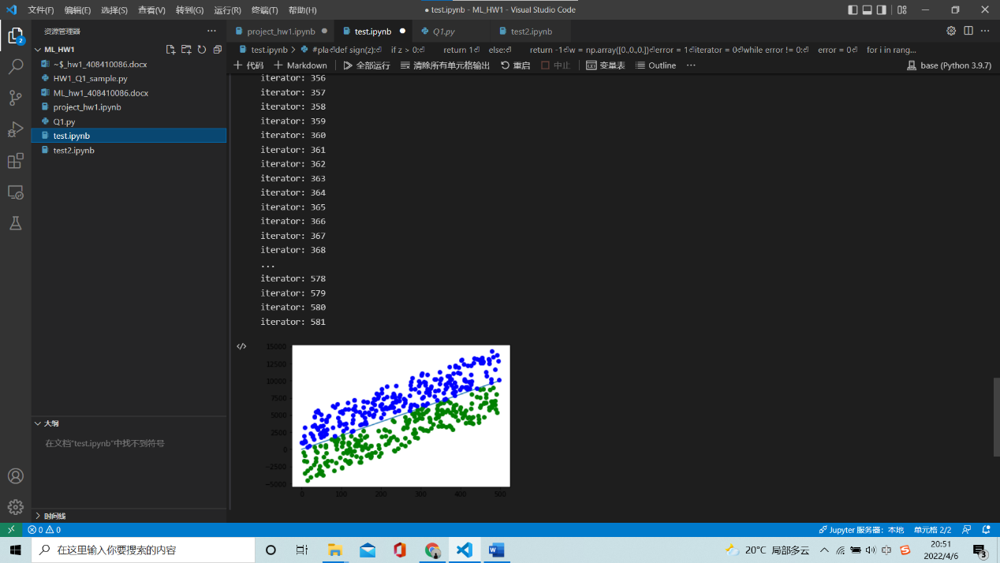 文件(F) 编辑(E) 选择(S) 查看(V) 转到(G) 运行(R) 终端(T) 帮助(H)
● test.ipynb - ML_HW1 - Visual Studio Code
资源管理器
project_hw1.ipynb
test.ipynb
Q1.py
test2.ipynb
ML_HW1
test.ipynb > #pla⏎def sign(z):⏎ if z > 0:⏎ return 1⏎ else:⏎ return -1⏎w = np.array([0.,0.,0.])⏎error = 1⏎iterator = 0⏎while error != 0:⏎ error = 0⏎ for i in rang...
代码 Markdown 全部运行 清除所有单元格输出 重启 中止 变量表 Outline ...
base (Python 3.9.7)
2
~$_hw1_408410086.docx
HW1_Q1_sample.py
ML_hw1_408410086.docx
project_hw1.ipynb
Q1.py
test.ipynb
test2.ipynb
iterator: 356
iterator: 357
iterator: 358
iterator: 359
iterator: 360
iterator: 361
iterator: 362
iterator: 363
iterator: 364
iterator: 365
iterator: 366
iterator: 367
iterator: 368
...
iterator: 578
iterator: 579
iterator: 580
iterator: 581
15000
12500
10000
7500
5000
2500
0
−2500
−5000
0 100 200 300 400 500
大纲
在文档"test.ipynb"中找不到符号
时间线
0 0
Jupyter 服务器: 本地 单元格 2/2
在这里输入你要搜索的内容
20°C 局部多云
20:51
2022/4/6
3